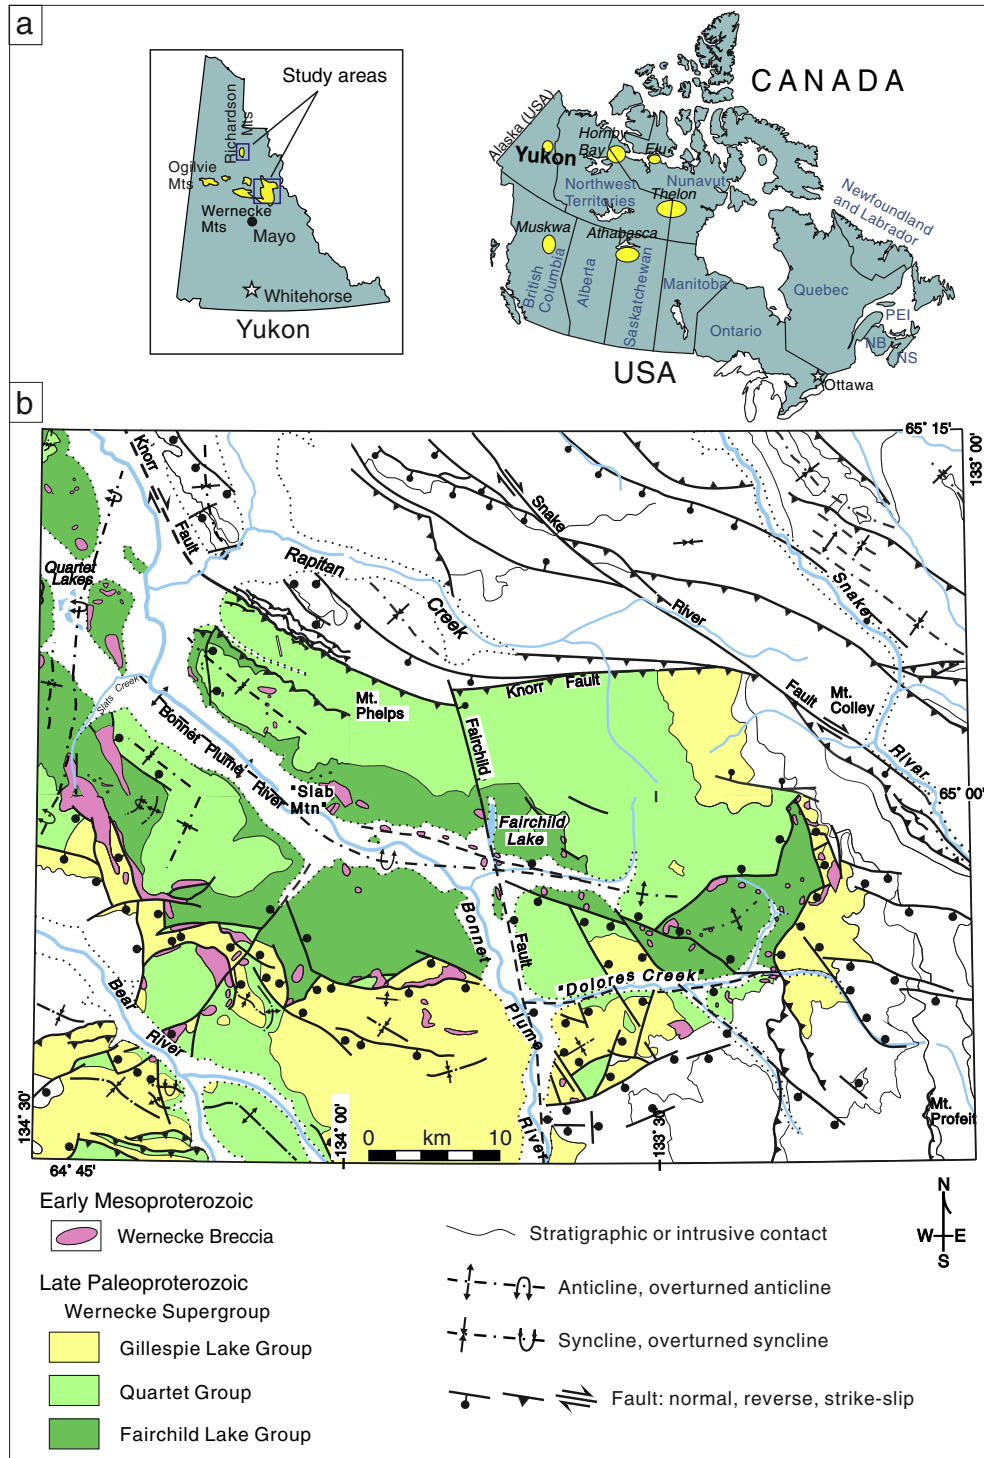 a
Study areas
Richardson
Mts
Ogilvie
Mts
Wernecke
Mts
Mayo
Whitehorse
Yukon
CANADA
Alaska (USA)
Yukon
Hornby
Bay
Elu
Northwest
Territories
Nunavut
Thelon
Muskwa
Athabasca
British
Columbia
Alberta
Saskatchewan
Manitoba
Ontario
Quebec
Newfoundland
and Labrador
PEI
NB
NS
Ottawa
USA
b
65° 15'
133° 00'
Knorr
Fault
Snake
River
Fault
Snake
River
Rapitan
Creek
Quartet
Lakes
Slats Creek
Mt.
Phelps
Knorr Fault
Mt.
Colley
Bonnet Plume
River
"Slab
Mtn"
Fairchild
Fault
Fairchild
Lake
65° 00'
Bonnet
Plume
River
"Dolores Creek"
Bear
River
Mt.
Profeit
134° 30'
64° 45'
134° 00'
133° 30'
0 km 10
N
W E
S
Early Mesoproterozoic
Wernecke Breccia
Late Paleoproterozoic
Wernecke Supergroup
Gillespie Lake Group
Quartet Group
Fairchild Lake Group
Stratigraphic or intrusive contact
Anticline, overturned anticline
Syncline, overturned syncline
Fault: normal, reverse, strike-slip